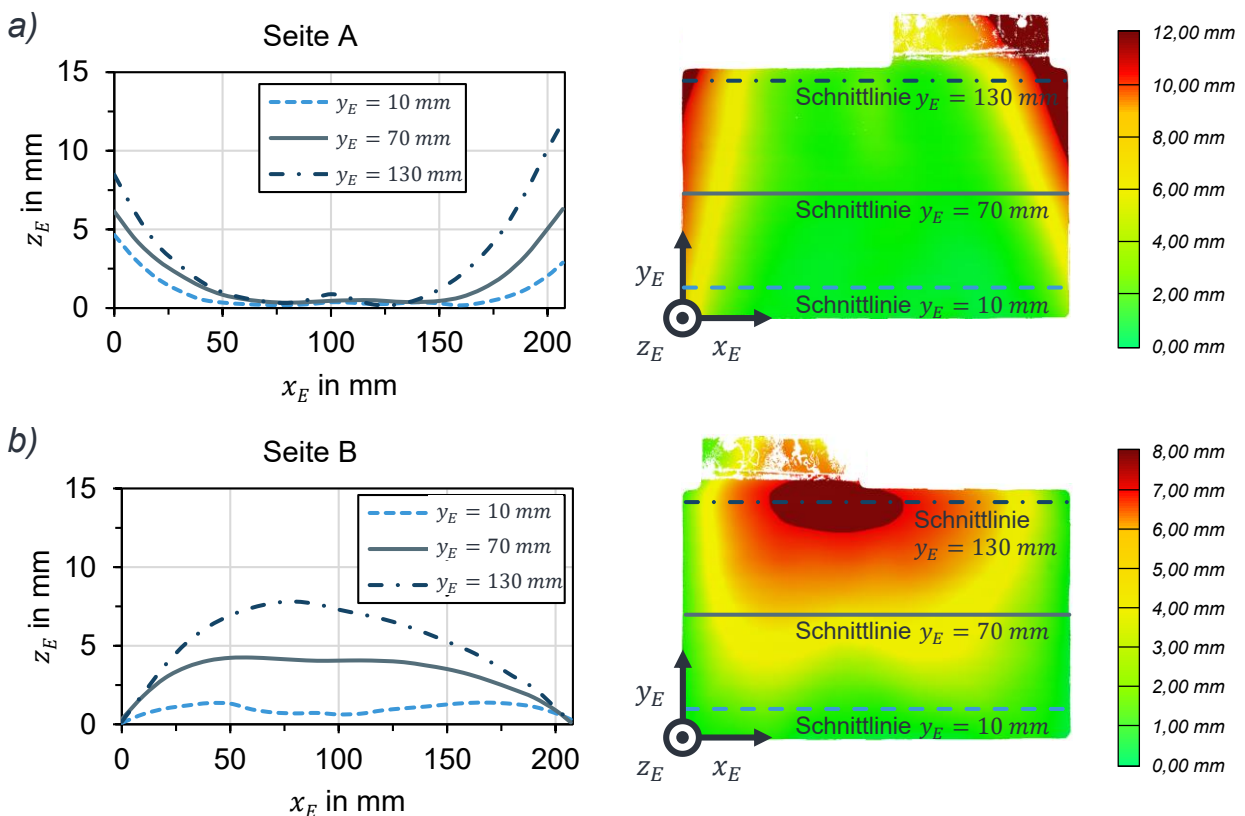 a)
Seite A
15
10
5
0
z_E in mm
y_E = 10 mm
y_E = 70 mm
y_E = 130 mm
0 50 100 150 200
x_E in mm
Schnittlinie y_E = 130 mm
Schnittlinie y_E = 70 mm
Schnittlinie y_E = 10 mm
y_E
z_E x_E
12,00 mm
10,00 mm
8,00 mm
6,00 mm
4,00 mm
2,00 mm
0,00 mm
b)
Seite B
15
10
5
0
z_E in mm
y_E = 10 mm
y_E = 70 mm
y_E = 130 mm
0 50 100 150 200
x_E in mm
Schnittlinie
y_E = 130 mm
Schnittlinie y_E = 70 mm
Schnittlinie y_E = 10 mm
y_E
z_E x_E
8,00 mm
7,00 mm
6,00 mm
5,00 mm
4,00 mm
3,00 mm
2,00 mm
1,00 mm
0,00 mm